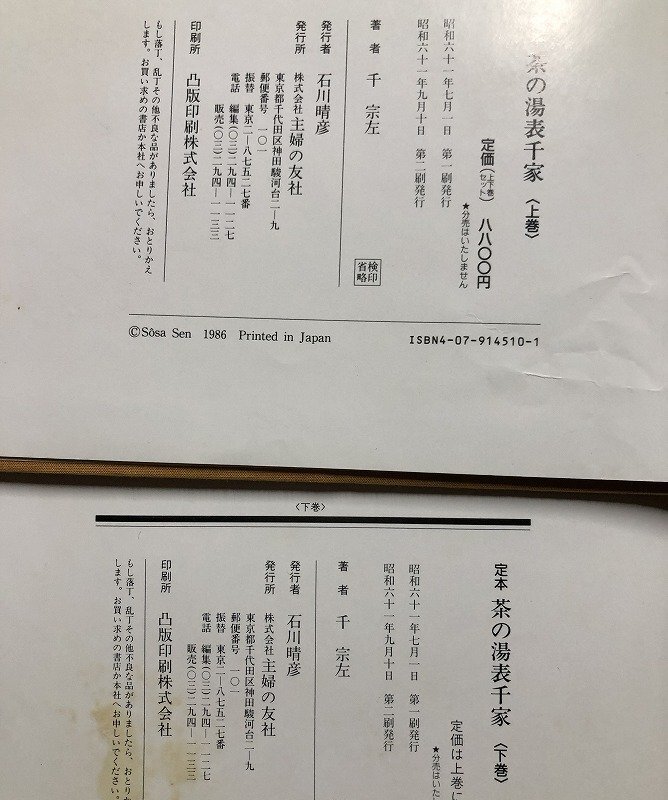 茶の湯表千家〈上巻〉
定価(上下巻セット)八八〇〇円
★分売はいたしません
昭和六十一年七月一日 第一刷発行
昭和六十一年九月十日 第二刷発行
検印省略
著者 千 宗左
発行者 石川晴彦
発行所 株式会社 主婦の友社
東京都千代田区神田駿河台二―九
郵便番号 一〇一
振替 東京二―八七五二七番
電話 編集(〇三)二九四―一一二七
販売(〇三)二九四―一一三三
印刷所 凸版印刷株式会社
もし落丁、乱丁その他不良な品がありましたら、おとりかえ
します。お買い求めの書店か本社へお申しいでください。
©Sōsa Sen 1986 Printed in Japan
ISBN4-07-914510-1
〈下巻〉
定本 茶の湯表千家〈下巻〉
定価は上巻に
★分売はいた
昭和六十一年七月一日 第一刷発行
昭和六十一年九月十日 第二刷発行
著者 千 宗左
発行者 石川晴彦
発行所 株式会社 主婦の友社
東京都千代田区神田駿河台二―九
郵便番号 一〇一
振替 東京二―八七五二七番
電話 編集(〇三)二九四―一一二七
販売(〇三)二九四―一一三三
印刷所 凸版印刷株式会社
もし落丁、乱丁その他不良な品がありましたら、おとりか
します。お買い求めの書店か本社へお申しいでください。